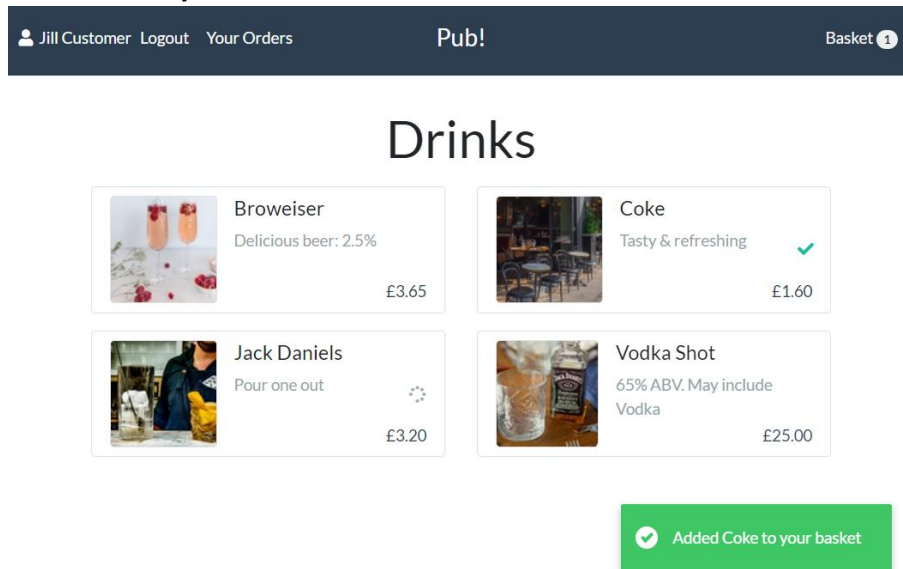 Jill Customer Logout Your Orders Pub! Basket 1
Drinks
Broweiser
Delicious beer: 2.5%
£3.65
Coke
Tasty & refreshing
£1.60
Jack Daniels
Pour one out
£3.20
Vodka Shot
65% ABV. May include
Vodka
£25.00
Added Coke to your basket